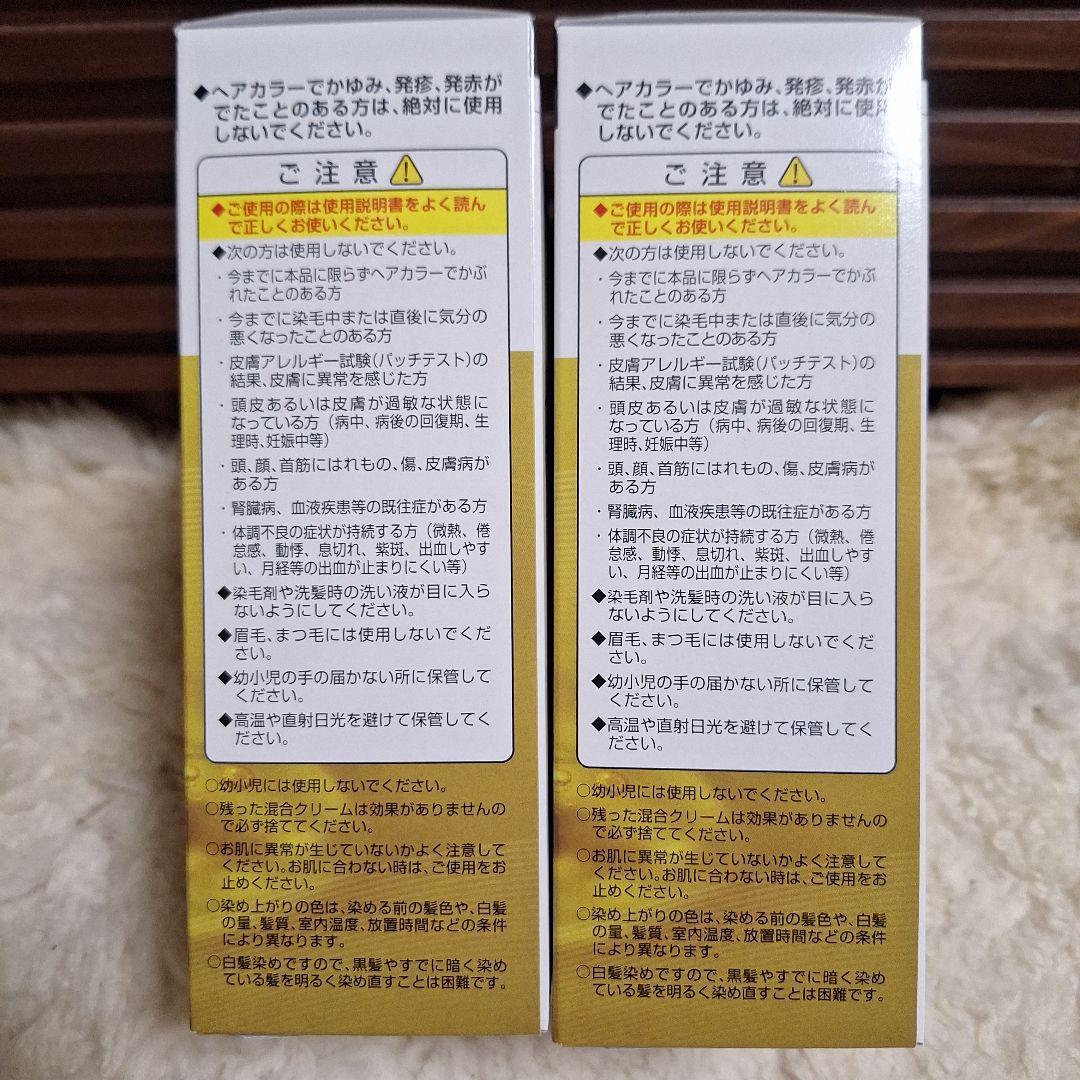 ◆ヘアカラーでかゆみ、発疹、発赤が
でたことのある方は、絶対に使用
しないでください。
ご注意
◆ご使用の際は使用説明書をよく読ん
で正しくお使いください。
◆次の方は使用しないでください。
・今までに本品に限らずヘアカラーでかぶ
れたことのある方
・今までに染毛中または直後に気分の
悪くなったことのある方
・皮膚アレルギー試験(パッチテスト)の
結果、皮膚に異常を感じた方
・頭皮あるいは皮膚が過敏な状態に
なっている方(病中、病後の回復期、生
理時、妊娠中等)
・頭、顔、首筋にはれもの、傷、皮膚病が
ある方
・腎臓病、血液疾患等の既往症がある方
・体調不良の症状が持続する方(微熱、倦
怠感、動悸、息切れ、紫斑、出血しやす
い、月経等の出血が止まりにくい等)
◆染毛剤や洗髪時の洗い液が目に入ら
ないようにしてください。
◆眉毛、まつ毛には使用しないでくだ
さい。
◆幼小児の手の届かない所に保管して
ください。
◆高温や直射日光を避けて保管してく
ださい。
○幼小児には使用しないでください。
○残った混合クリームは効果がありませんの
で必ず捨ててください。
○お肌に異常が生じていないかよく注意して
ください。お肌に合わない時は、ご使用をお
止めください。
○染め上がりの色は、染める前の髪色や、白髪
の量、髪質、室内温度、放置時間などの条件
により異なります。
○白髪染めですので、黒髪やすでに暗く染め
ている髪を明るく染め直すことは困難です。
◆ヘアカラーでかゆみ、発疹、発赤が
でたことのある方は、絶対に使用
しないでください。
ご注意
◆ご使用の際は使用説明書をよく読ん
で正しくお使いください。
◆次の方は使用しないでください。
・今までに本品に限らずヘアカラーでかぶ
れたことのある方
・今までに染毛中または直後に気分の
悪くなったことのある方
・皮膚アレルギー試験(パッチテスト)の
結果、皮膚に異常を感じた方
・頭皮あるいは皮膚が過敏な状態に
なっている方(病中、病後の回復期、生
理時、妊娠中等)
・頭、顔、首筋にはれもの、傷、皮膚病が
ある方
・腎臓病、血液疾患等の既往症がある方
・体調不良の症状が持続する方(微熱、倦
怠感、動悸、息切れ、紫斑、出血しやす
い、月経等の出血が止まりにくい等)
◆染毛剤や洗髪時の洗い液が目に入ら
ないようにしてください。
◆眉毛、まつ毛には使用しないでくだ
さい。
◆幼小児の手の届かない所に保管して
ください。
◆高温や直射日光を避けて保管してく
ださい。
○幼小児には使用しないでください。
○残った混合クリームは効果がありませんの
で必ず捨ててください。
○お肌に異常が生じていないかよく注意して
ください。お肌に合わない時は、ご使用をお
止めください。
○染め上がりの色は、染める前の髪色や、白髪
の量、髪質、室内温度、放置時間などの条件
により異なります。
○白髪染めですので、黒髪やすでに暗く染め
ている髪を明るく染め直すことは困難です。